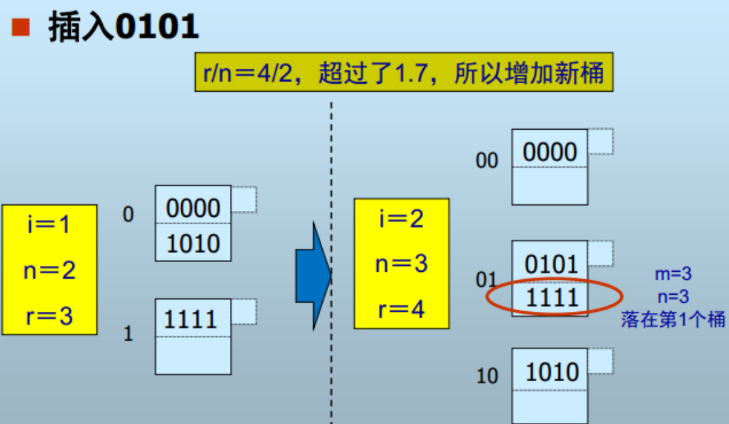 插入0101
r/n＝4/2，超过了1.7，所以增加新桶
i＝1
n＝2
r＝3
0
0000
1010
1
1111
i＝2
n＝3
r＝4
00
0000
01
0101
1111
m=3
n=3
落在第1个桶
10
1010